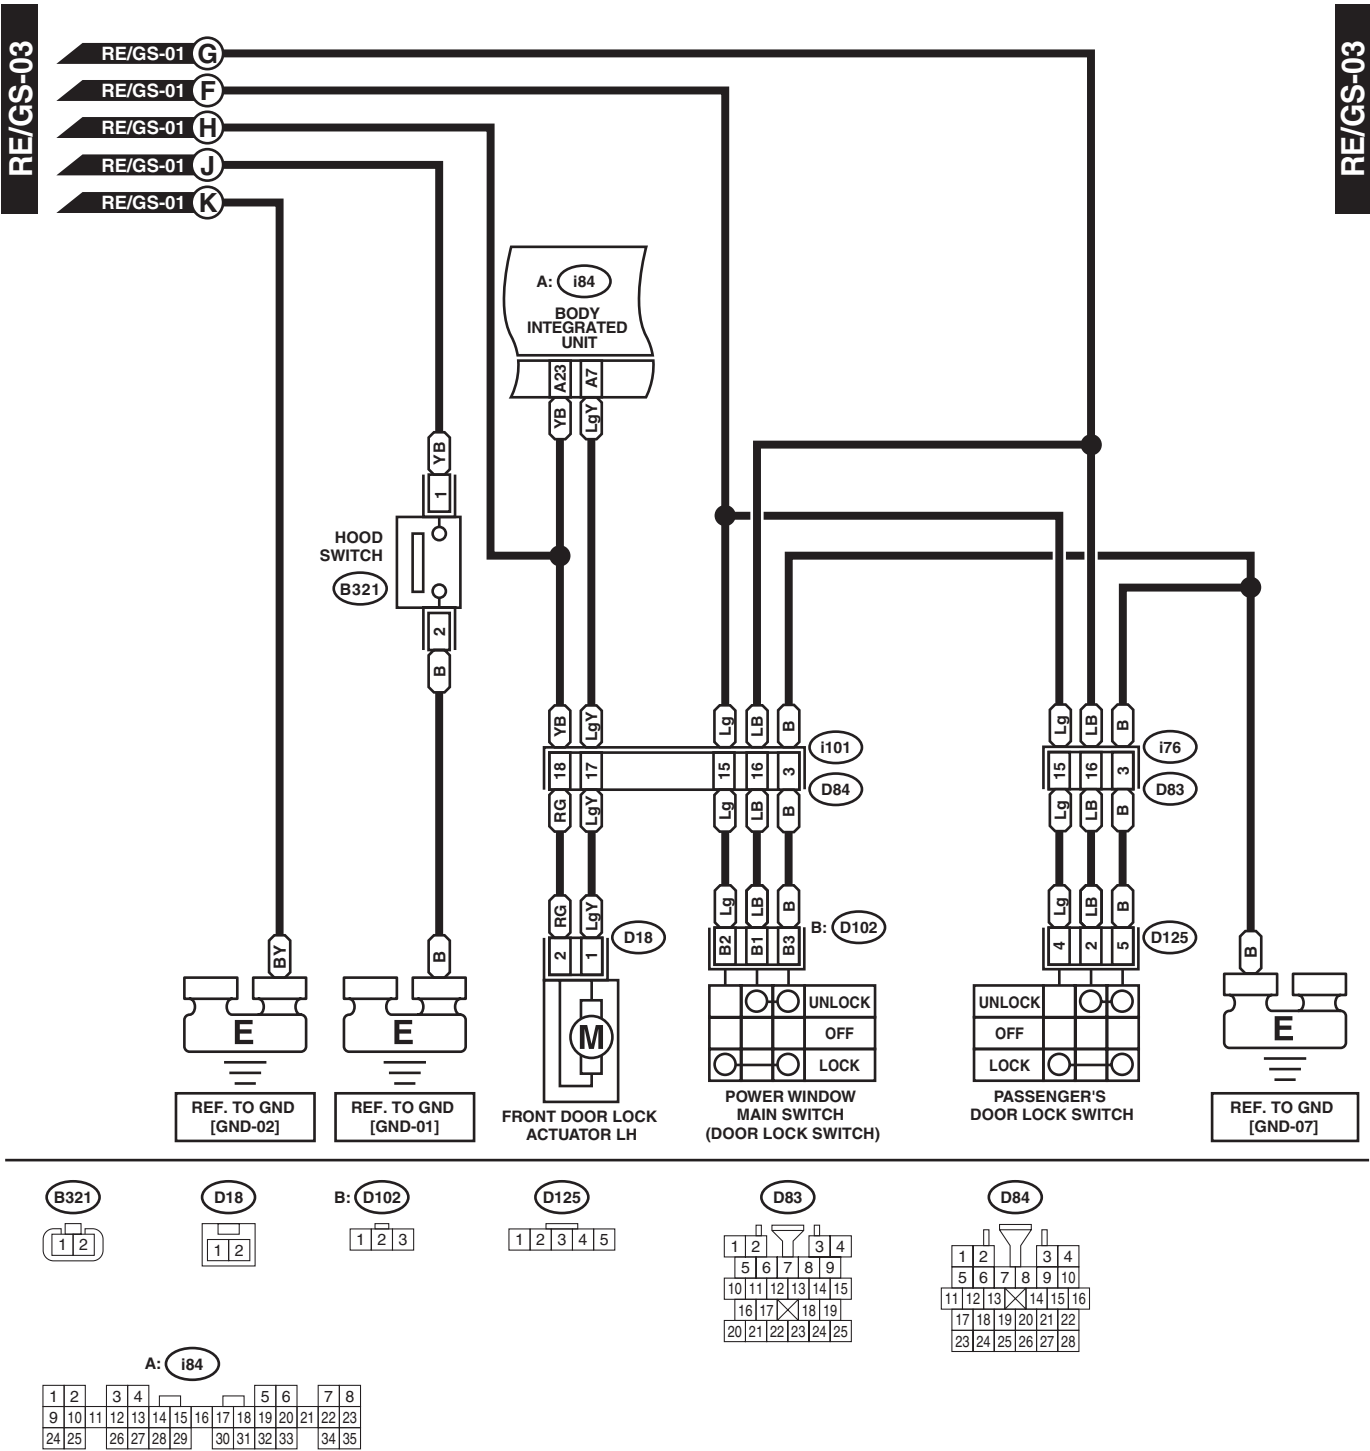 RE/GS-03
RE/GS-03
RE/GS-01 G
RE/GS-01 F
RE/GS-01 H
RE/GS-01 J
RE/GS-01 K
A: i84
BODY
INTEGRATED
UNIT
A23 A7
YB LgY
YB
1
HOOD
SWITCH
B321
2
B
YB LgY Lg LB B
i101
18 17 15 16 3
D84
RG LgY Lg LB B
Lg LB B
i76
15 16 3
D83
Lg LB B
RG LgY
D18
2 1
Lg LB B
B: D102
B2 B1 B3
Lg LB B
4 2 5
D125
BY
B
B
E
E
M
E
UNLOCK
OFF
LOCK
UNLOCK
OFF
LOCK
REF. TO GND
[GND-02]
REF. TO GND
[GND-01]
FRONT DOOR LOCK
ACTUATOR LH
POWER WINDOW
MAIN SWITCH
(DOOR LOCK SWITCH)
PASSENGER'S
DOOR LOCK SWITCH
REF. TO GND
[GND-07]
B321
1 2
D18
1 2
B: D102
1 2 3
D125
1 2 3 4 5
D83
1 2 3 4
5 6 7 8 9
10 11 12 13 14 15
16 17 18 19
20 21 22 23 24 25
D84
1 2 3 4
5 6 7 8 9 10
11 12 13 14 15 16
17 18 19 20 21 22
23 24 25 26 27 28
A: i84
1 2 3 4 5 6 7 8
9 10 11 12 13 14 15 16 17 18 19 20 21 22 23
24 25 26 27 28 29 30 31 32 33 34 35